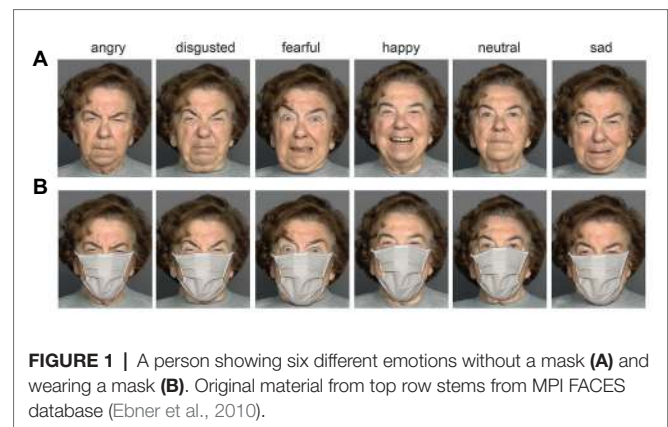 angry disgusted fearful happy neutral sad
A
B
FIGURE 1 | A person showing six different emotions without a mask (A) and
wearing a mask (B). Original material from top row stems from MPI FACES
database (Ebner et al., 2010).